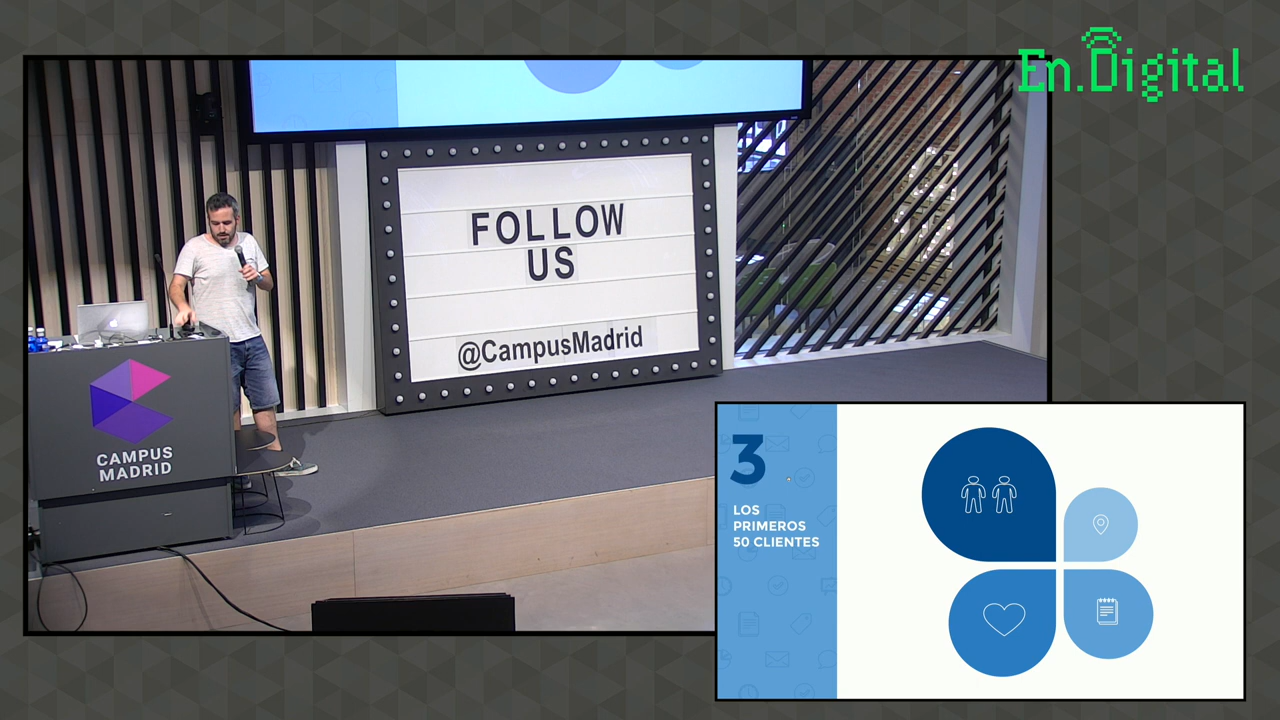 En.Digital
FOLLOW
US
@CampusMadrid
CAMPUS
MADRID
3
LOS
PRIMEROS
50 CLIENTES